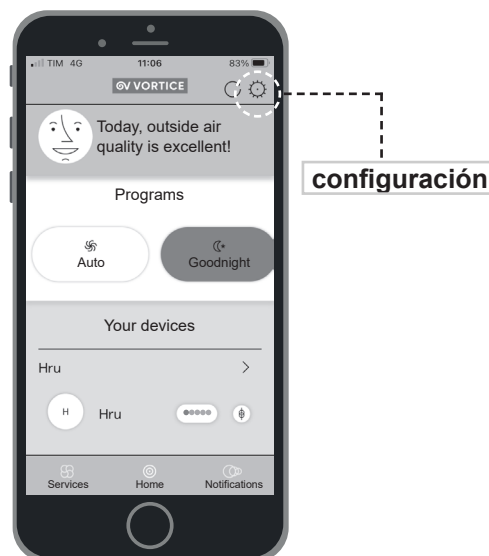 TIM 4G 11:06 83%
VORTICE
Today, outside air
quality is excellent!
configuración
Programs
Auto
Goodnight
Your devices
Hru
H Hru
Services Home Notifications